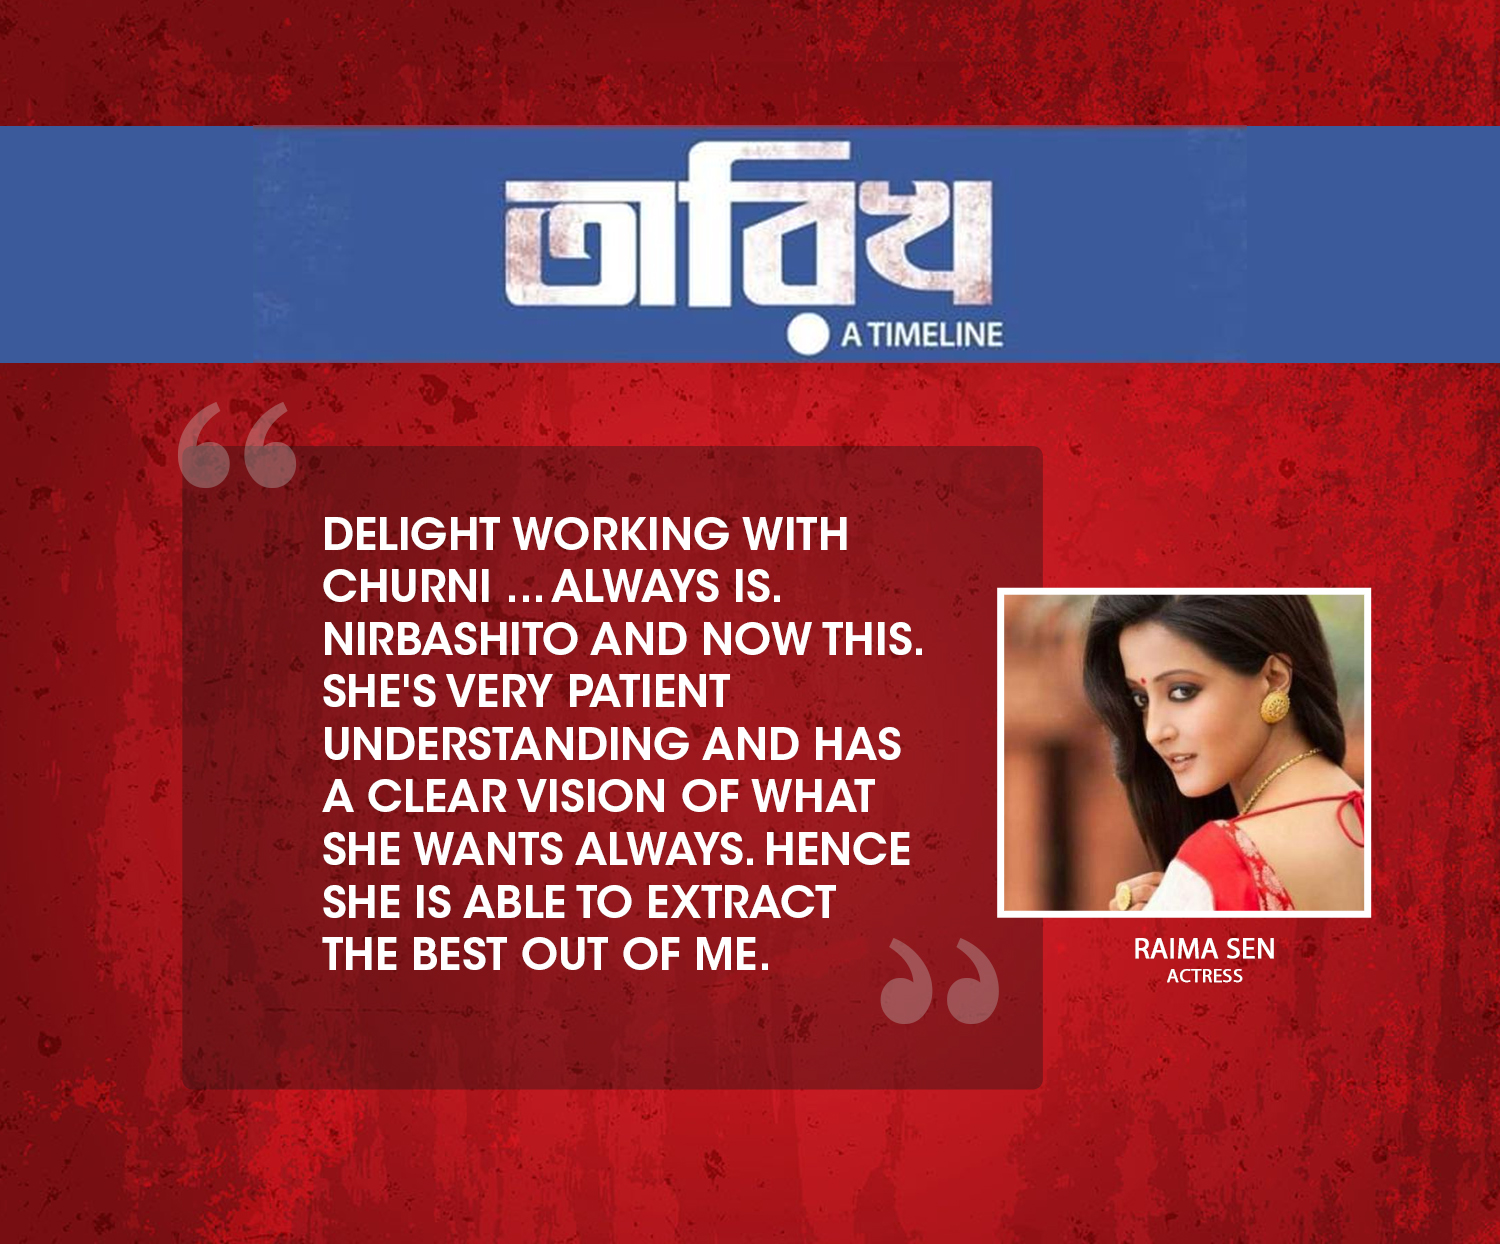 তারিখ
A TIMELINE
“
DELIGHT WORKING WITH
CHURNI ... ALWAYS IS.
NIRBASHITO AND NOW THIS.
SHE'S VERY PATIENT
UNDERSTANDING AND HAS
A CLEAR VISION OF WHAT
SHE WANTS ALWAYS. HENCE
SHE IS ABLE TO EXTRACT
THE BEST OUT OF ME.
”
RAIMA SEN
ACTRESS